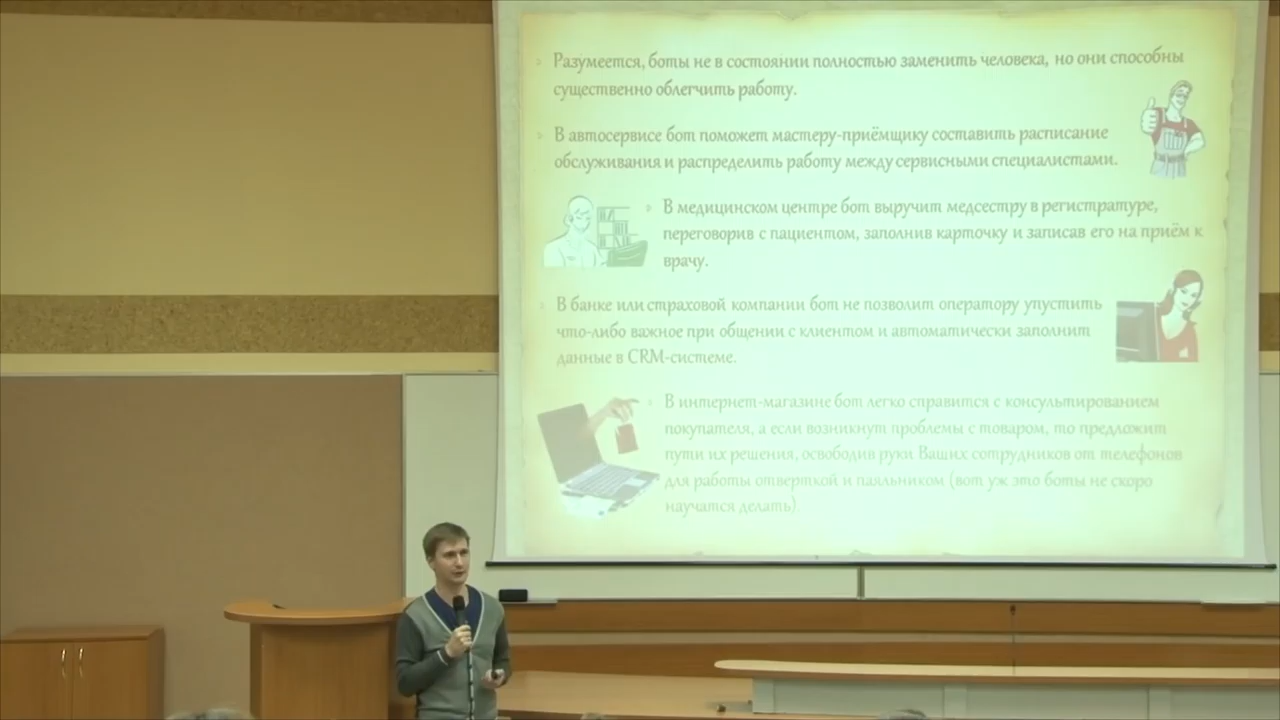 Разумеется, боты не в состоянии полностью заменить человека, но они способны
существенно облегчить работу.
В автосервисе бот поможет мастеру-приёмщику составить расписание
обслуживания и распределить работу между сервисными специалистами.
В медицинском центре бот выручит медсестру в регистратуре,
переговорив с пациентом, заполнив карточку и записав его на приём к
врачу.
В банке или страховой компании бот не позволит оператору упустить
что-либо важное при общении с клиентом и автоматически заполнит
данные в CRM-системе.
В интернет-магазине бот легко справится с консультированием
покупателя, а если возникнут проблемы с товаром, то предложит
пути их решения, освободив руки Ваших сотрудников от телефонов
для работы отверткой и паяльником (вот уж это боты не скоро
научатся делать).